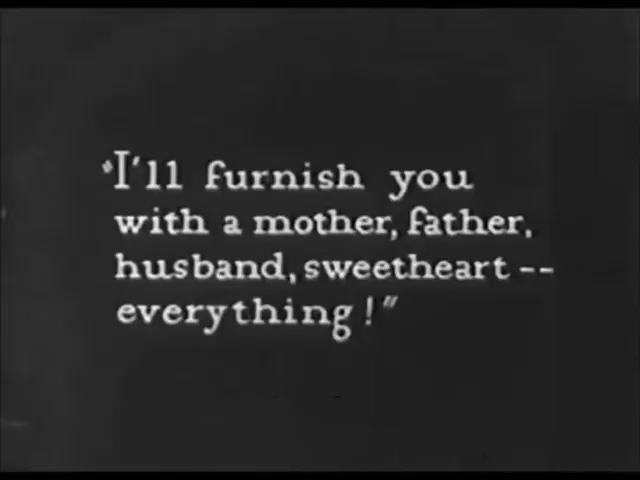 "I'll furnish you
with a mother, father,
husband, sweetheart --
everything!"